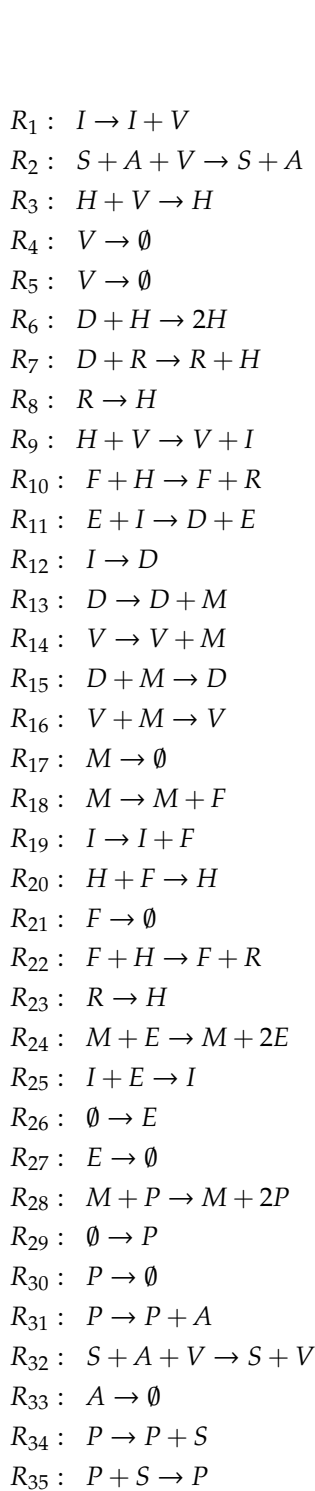 R₁: I → I + V
R₂: S + A + V → S + A
R₃: H + V → H
R₄: V → ∅
R₅: V → ∅
R₆: D + H → 2H
R₇: D + R → R + H
R₈: R → H
R₉: H + V → V + I
R₁₀: F + H → F + R
R₁₁: E + I → D + E
R₁₂: I → D
R₁₃: D → D + M
R₁₄: V → V + M
R₁₅: D + M → D
R₁₆: V + M → V
R₁₇: M → ∅
R₁₈: M → M + F
R₁₉: I → I + F
R₂₀: H + F → H
R₂₁: F → ∅
R₂₂: F + H → F + R
R₂₃: R → H
R₂₄: M + E → M + 2E
R₂₅: I + E → I
R₂₆: ∅ → E
R₂₇: E → ∅
R₂₈: M + P → M + 2P
R₂₉: ∅ → P
R₃₀: P → ∅
R₃₁: P → P + A
R₃₂: S + A + V → S + V
R₃₃: A → ∅
R₃₄: P → P + S
R₃₅: P + S → P